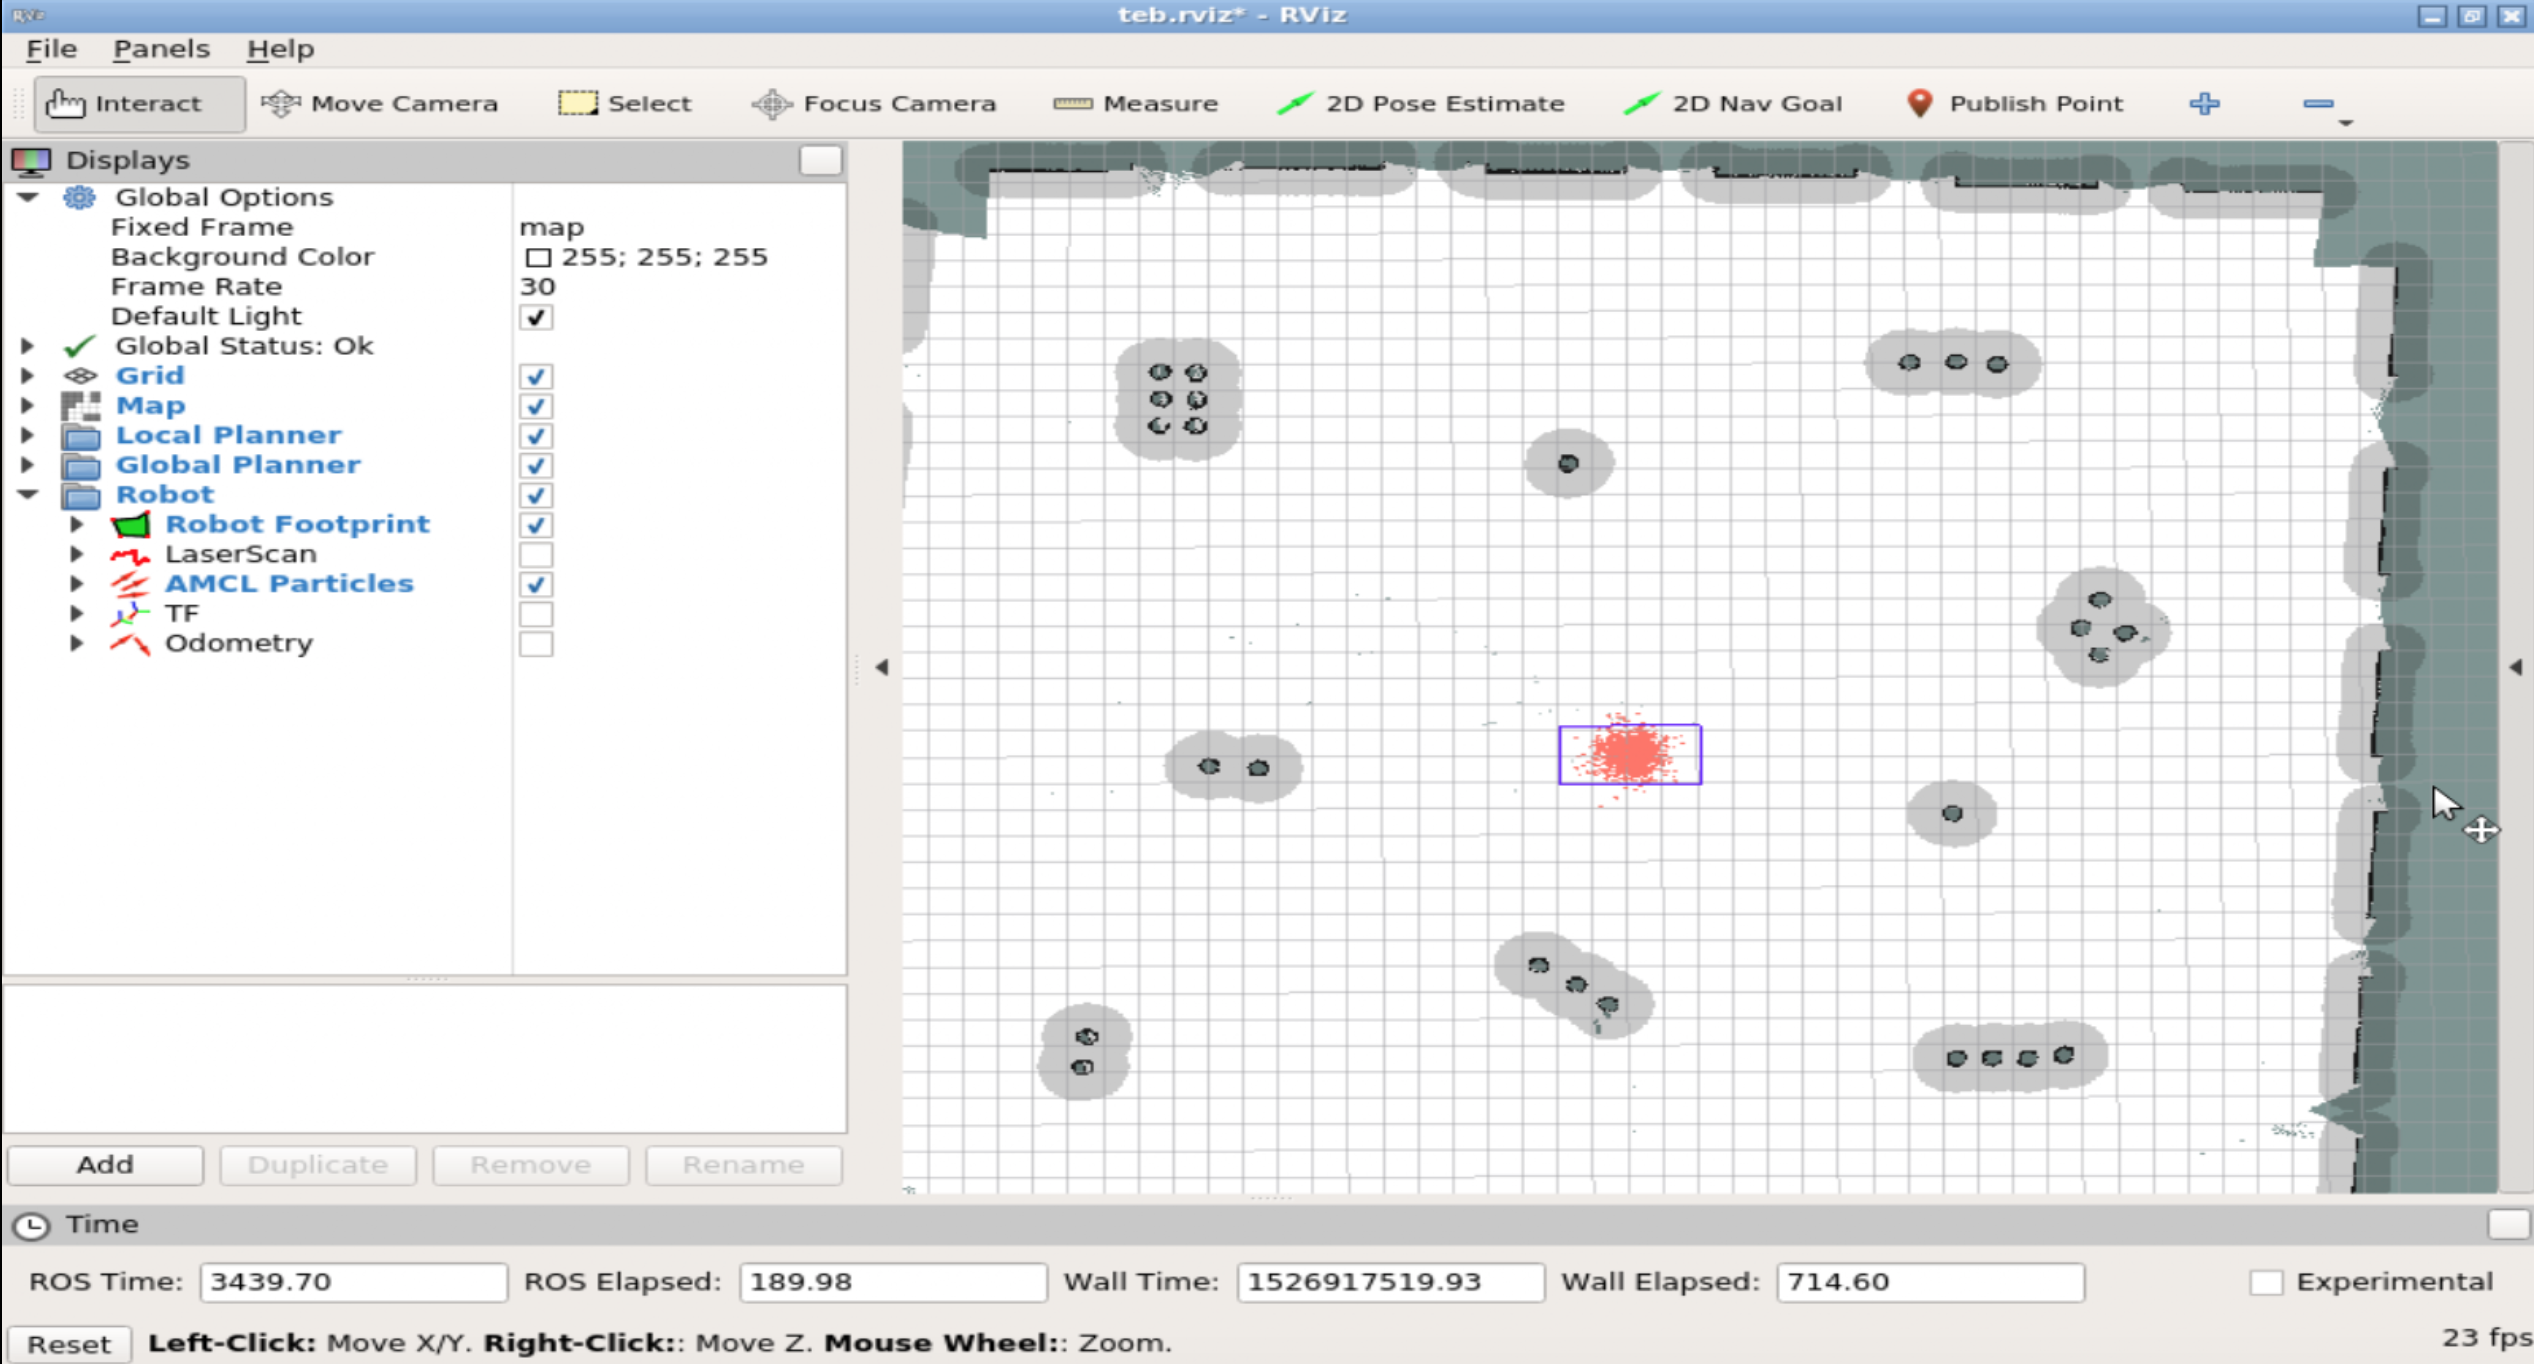 RViz
teb.rviz* - RViz
File Panels Help
Interact Move Camera Select Focus Camera Measure 2D Pose Estimate 2D Nav Goal Publish Point
Displays
Global Options
Fixed Frame map
Background Color 255; 255; 255
Frame Rate 30
Default Light
Global Status: Ok
Grid
Map
Local Planner
Global Planner
Robot
Robot Footprint
LaserScan
AMCL Particles
TF
Odometry
Add Duplicate Remove Rename
Time
ROS Time: 3439.70 ROS Elapsed: 189.98 Wall Time: 1526917519.93 Wall Elapsed: 714.60 Experimental
Reset Left-Click: Move X/Y. Right-Click:: Move Z. Mouse Wheel:: Zoom. 23 fps